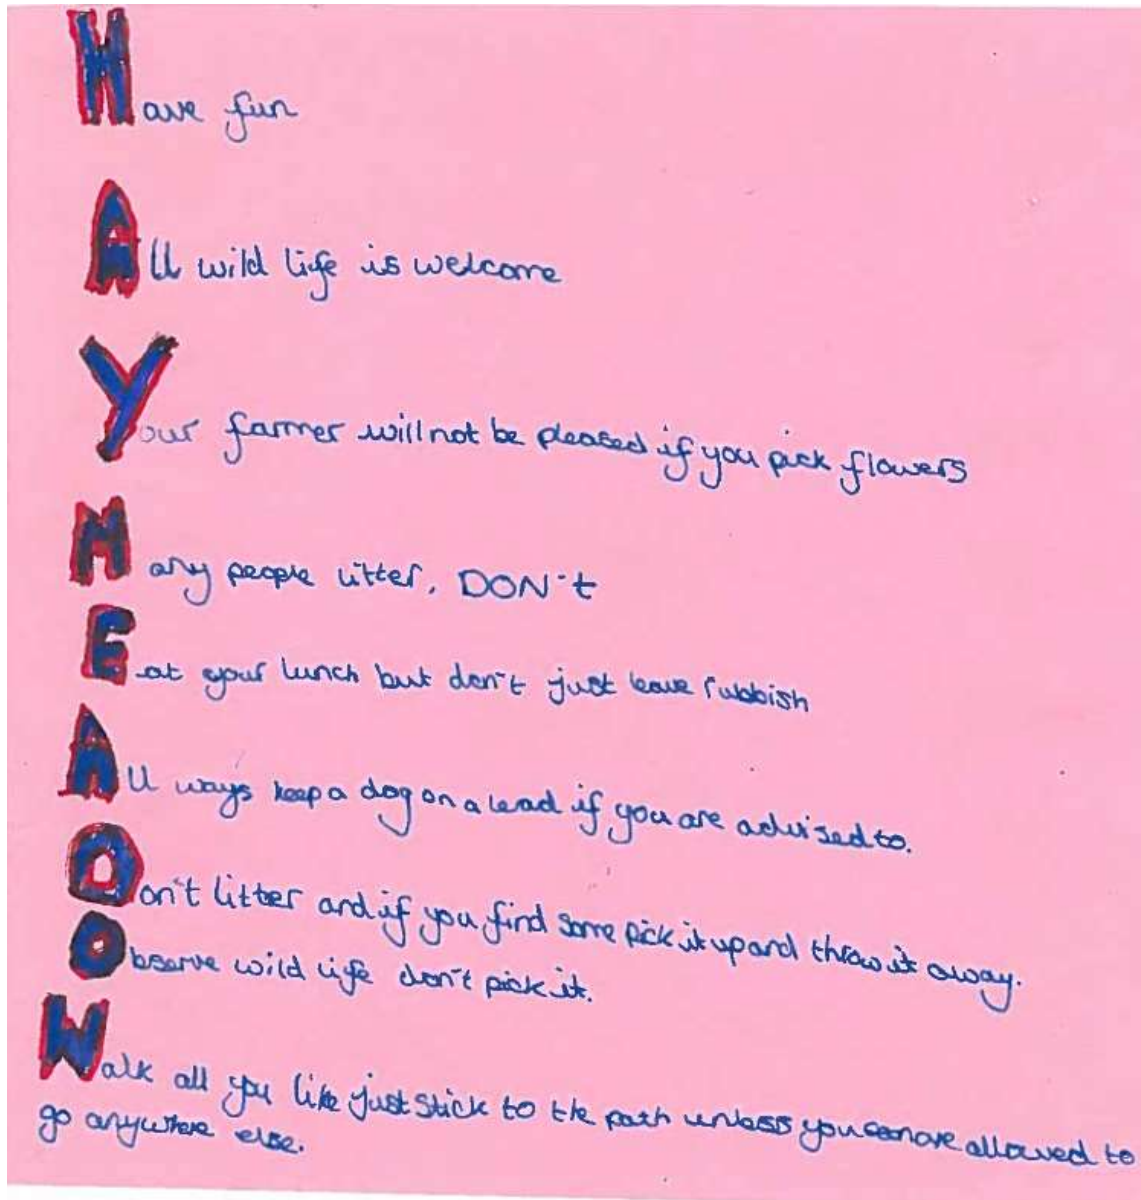 Have fun
All wild life is welcome
Your farmer will not be pleased if you pick flowers
Many people litter, DON't
Eat your lunch but don't just leave rubbish
All ways keep a dog on a lead if you are advised to.
Don't litter and if you find some pick it up and throw it away.
Observe wild life don't pick it.
Walk all you like just stick to the path unless you are allowed to
go anywhere else.